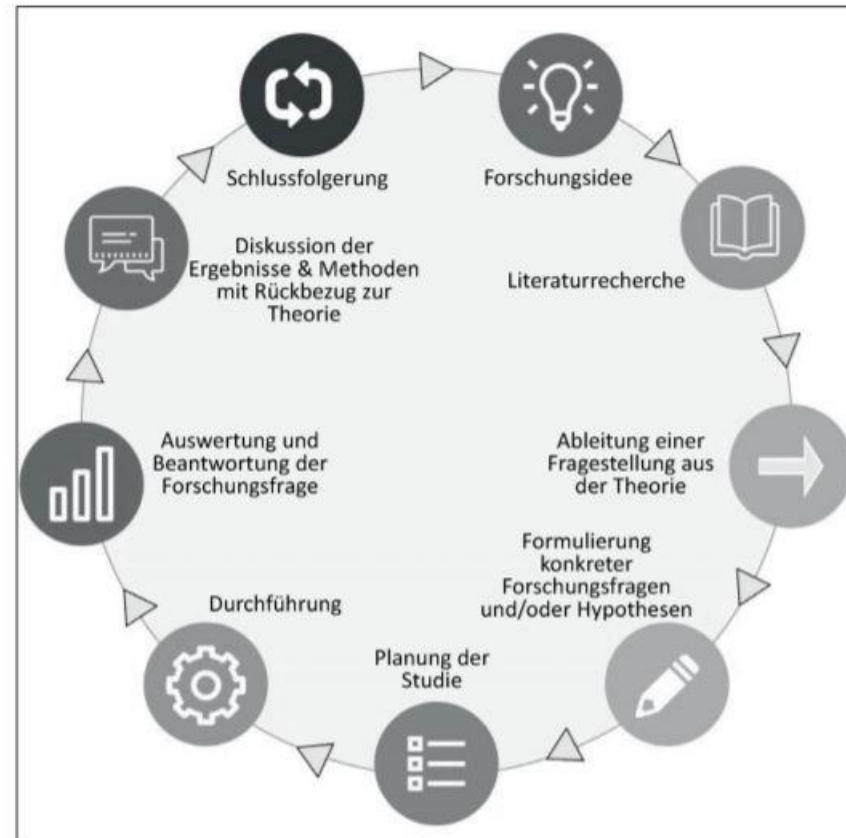 Schlussfolgerung
Forschungsidee
Diskussion der
Ergebnisse & Methoden
mit Rückbezug zur
Theorie
Literaturrecherche
Auswertung und
Beantwortung der
Forschungsfrage
Ableitung einer
Fragestellung aus
der Theorie
Formulierung
konkreter
Forschungsfragen
und/oder Hypothesen
Durchführung
Planung der
Studie